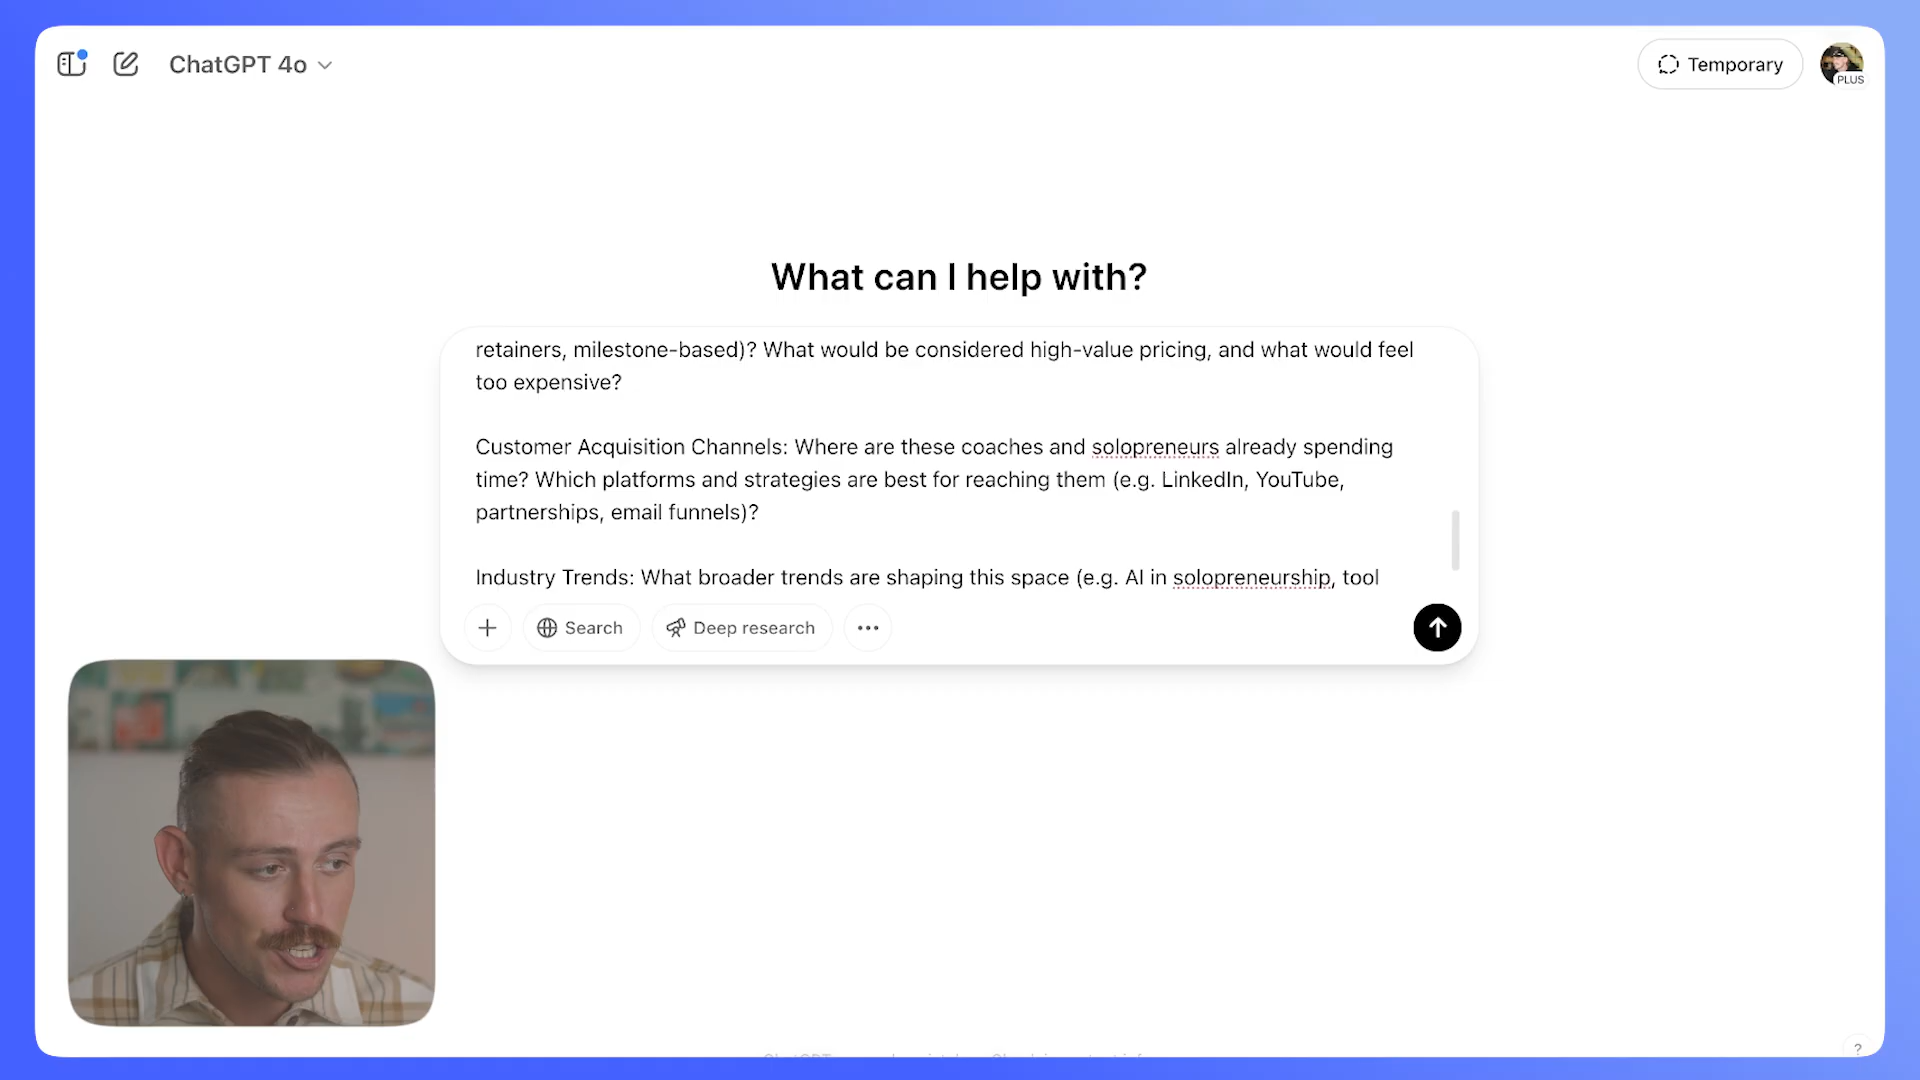 ChatGPT 4o
Temporary
PLUS
What can I help with?
retainers, milestone-based)? What would be considered high-value pricing, and what would feel
too expensive?
Customer Acquisition Channels: Where are these coaches and solopreneurs already spending
time? Which platforms and strategies are best for reaching them (e.g. LinkedIn, YouTube,
partnerships, email funnels)?
Industry Trends: What broader trends are shaping this space (e.g. AI in solopreneurship, tool
Search
Deep research
?